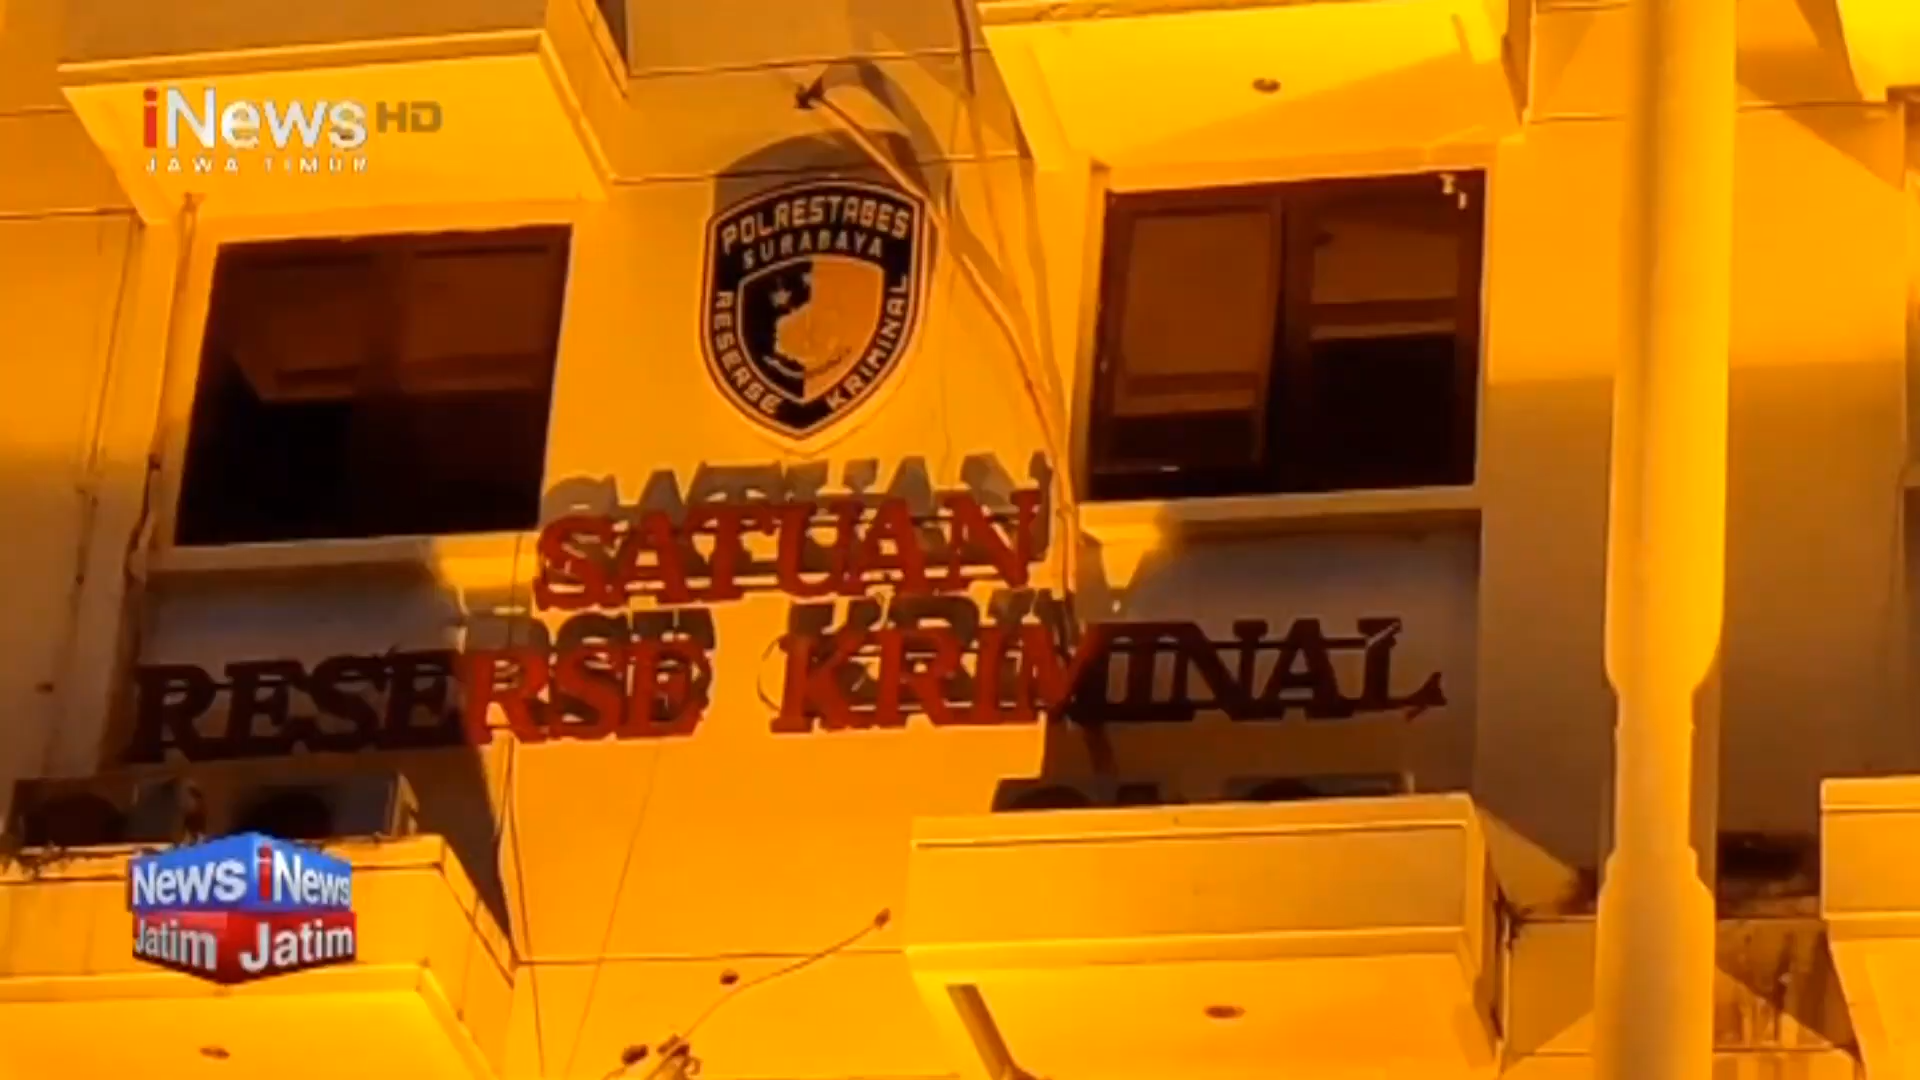 iNews HD
JAWA TIMUR
POLRESTABES
SURABAYA
RESERSE KRIMINAL
SATUAN
RESERSE KRIMINAL
News iNews
Jatim Jatim